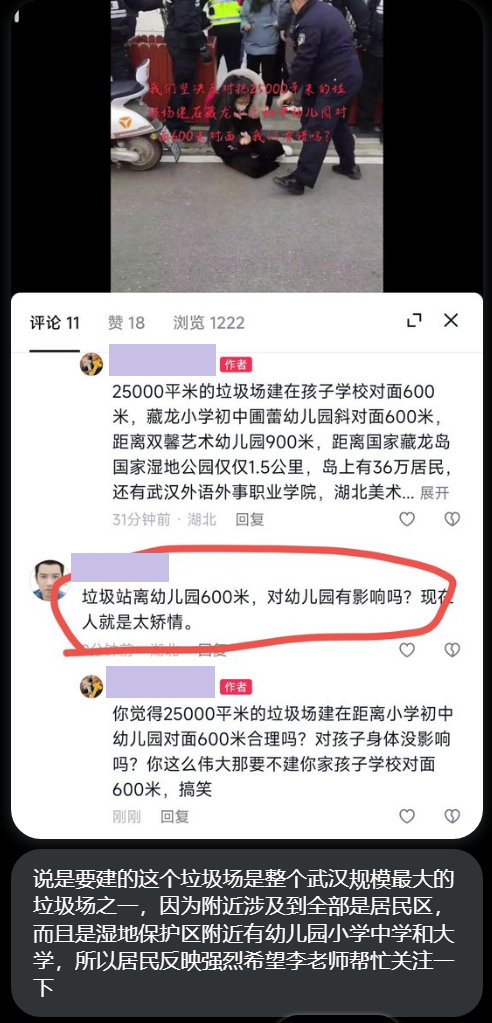 我们坚决反对把25000平米的垃
圾场建在藏龙
幼儿园对
面600米对面，我们有错吗？
评论 11
赞 18
浏览 1222
作者
25000平米的垃圾场建在孩子学校对面600
米，藏龙小学初中圃蕾幼儿园斜对面600米，
距离双馨艺术幼儿园900米，距离国家藏龙岛
国家湿地公园仅仅1.5公里，岛上有36万居民，
还有武汉外语外事职业学院，湖北美术... 展开
31分钟前 · 湖北 回复
垃圾站离幼儿园600米，对幼儿园有影响吗？现在
人就是太矫情。
分钟前 · 湖北 回复
作者
你觉得25000平米的垃圾场建在距离小学初中
幼儿园对面600米合理吗？对孩子身体没影响
吗？你这么伟大那要不建你家孩子学校对面
600米，搞笑
刚刚 回复
说是要建的这个垃圾场是整个武汉规模最大的
垃圾场之一，因为附近涉及到全部是居民区，
而且是湿地保护区附近有幼儿园小学中学和大
学，所以居民反映强烈希望李老师帮忙关注一
下